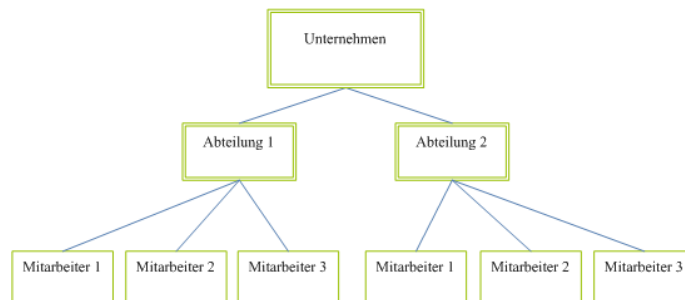 Unternehmen
Abteilung 1
Abteilung 2
Mitarbeiter 1
Mitarbeiter 2
Mitarbeiter 3
Mitarbeiter 1
Mitarbeiter 2
Mitarbeiter 3